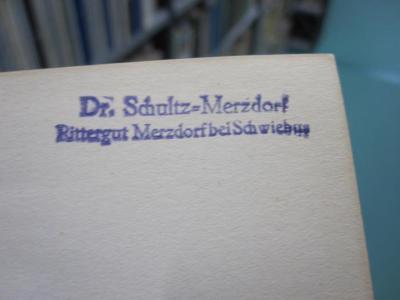 Dr. Schultz-Merzdorf
Rittergut Merzdorf bei Schwiebus